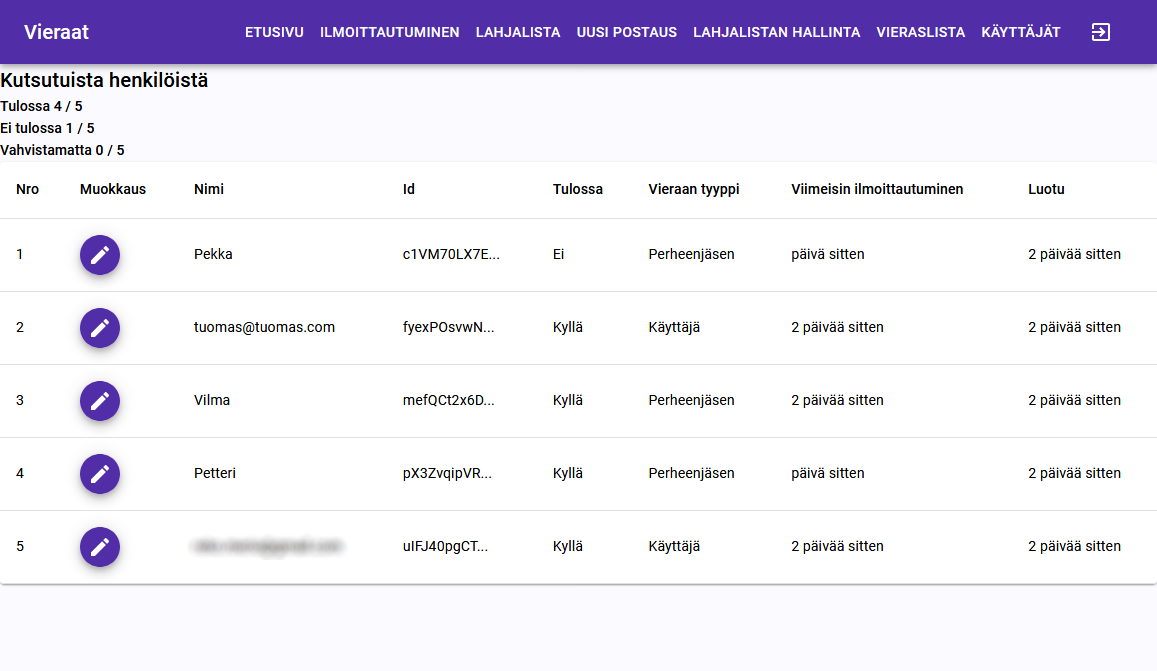 Vieraat ETUSIVU ILMOITTAUTUMINEN LAHJALISTA UUSI POSTAUS LAHJALISTAN HALLINTA VIERASLISTA KÄYTTÄJÄT
Kutsutuista henkilöistä
Tulossa 4 / 5
Ei tulossa 1 / 5
Vahvistamatta 0 / 5
Nro Muokkaus Nimi Id Tulossa Vieraan tyyppi Viimeisin ilmoittautuminen Luotu
1 Pekka c1VM70LX7E... Ei Perheenjäsen päivä sitten 2 päivää sitten
2 tuomas@tuomas.com fyexPOsvwN... Kyllä Käyttäjä 2 päivää sitten 2 päivää sitten
3 Vilma mefQCt2x6D... Kyllä Perheenjäsen 2 päivää sitten 2 päivää sitten
4 Petteri pX3ZvqipVR... Kyllä Perheenjäsen päivä sitten 2 päivää sitten
5 uIFJ40pgCT... Kyllä Käyttäjä 2 päivää sitten 2 päivää sitten